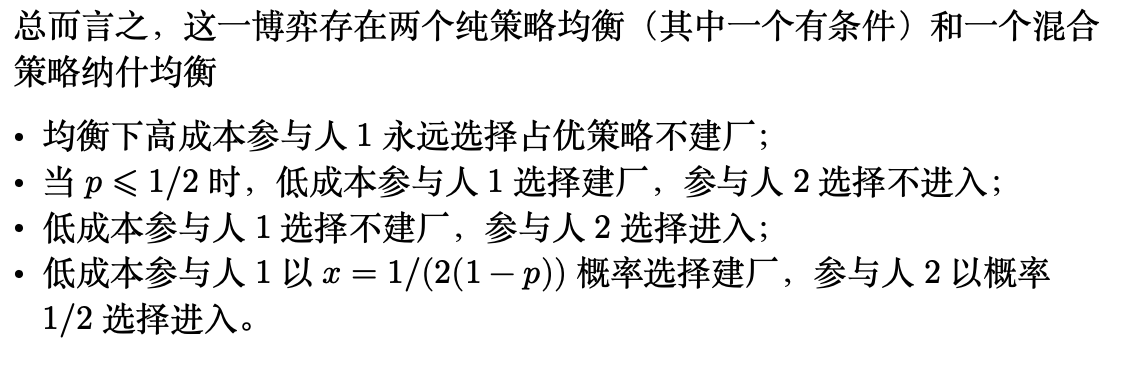 总而言之，这一博弈存在两个纯策略均衡（其中一个有条件）和一个混合
策略纳什均衡
• 均衡下高成本参与人 1 永远选择占优策略不建厂；
• 当 p ⩽ 1/2 时，低成本参与人 1 选择建厂，参与人 2 选择不进入；
• 低成本参与人 1 选择不建厂，参与人 2 选择进入；
• 低成本参与人 1 以 x = 1/(2(1 − p)) 概率选择建厂，参与人 2 以概率
1/2 选择进入。